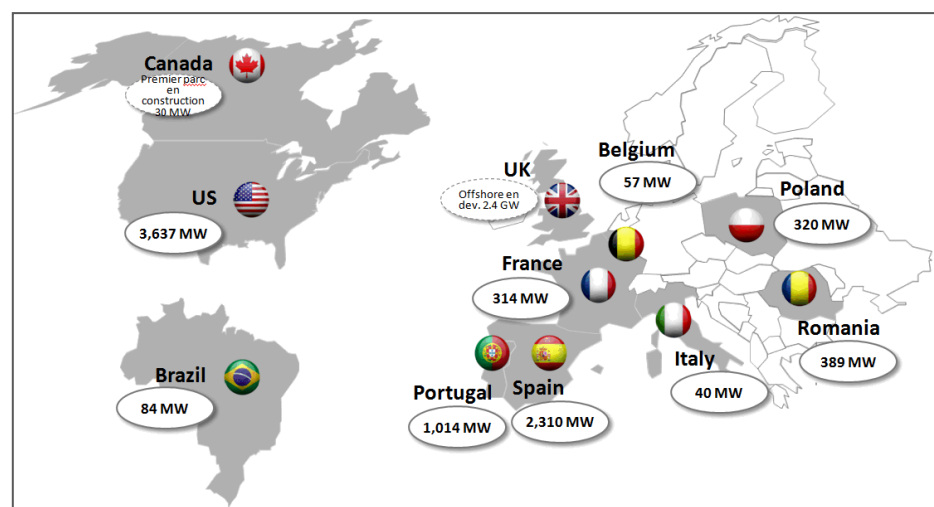 Canada
Prémier parc
en
construction
30 MW
US
3,637 MW
Brazil
84 MW
UK
Offshore en
dev. 2.4 GW
Belgium
57 MW
Poland
320 MW
France
314 MW
Romania
389 MW
Italy
40 MW
Portugal
1,014 MW
Spain
2,310 MW